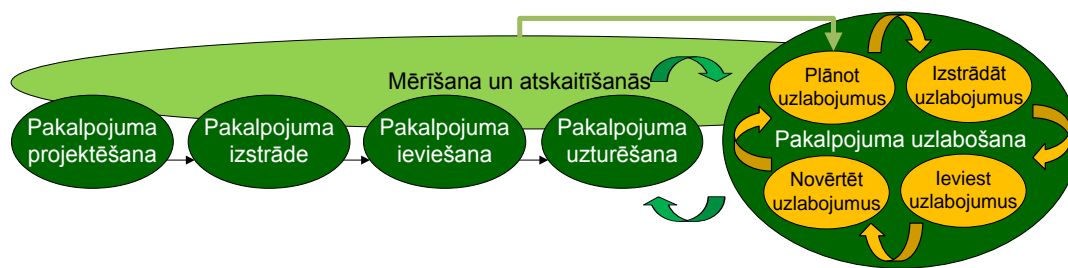 Mērīšana un atskaitīšanās
Pakalpojuma
projektēšana
Pakalpojuma
izstrāde
Pakalpojuma
ieviešana
Pakalpojuma
uzturēšana
Plānot
uzlabojumus
Izstrādāt
uzlabojumus
Pakalpojuma uzlabošana
Novērtēt
uzlabojumus
Ieviest
uzlabojumus